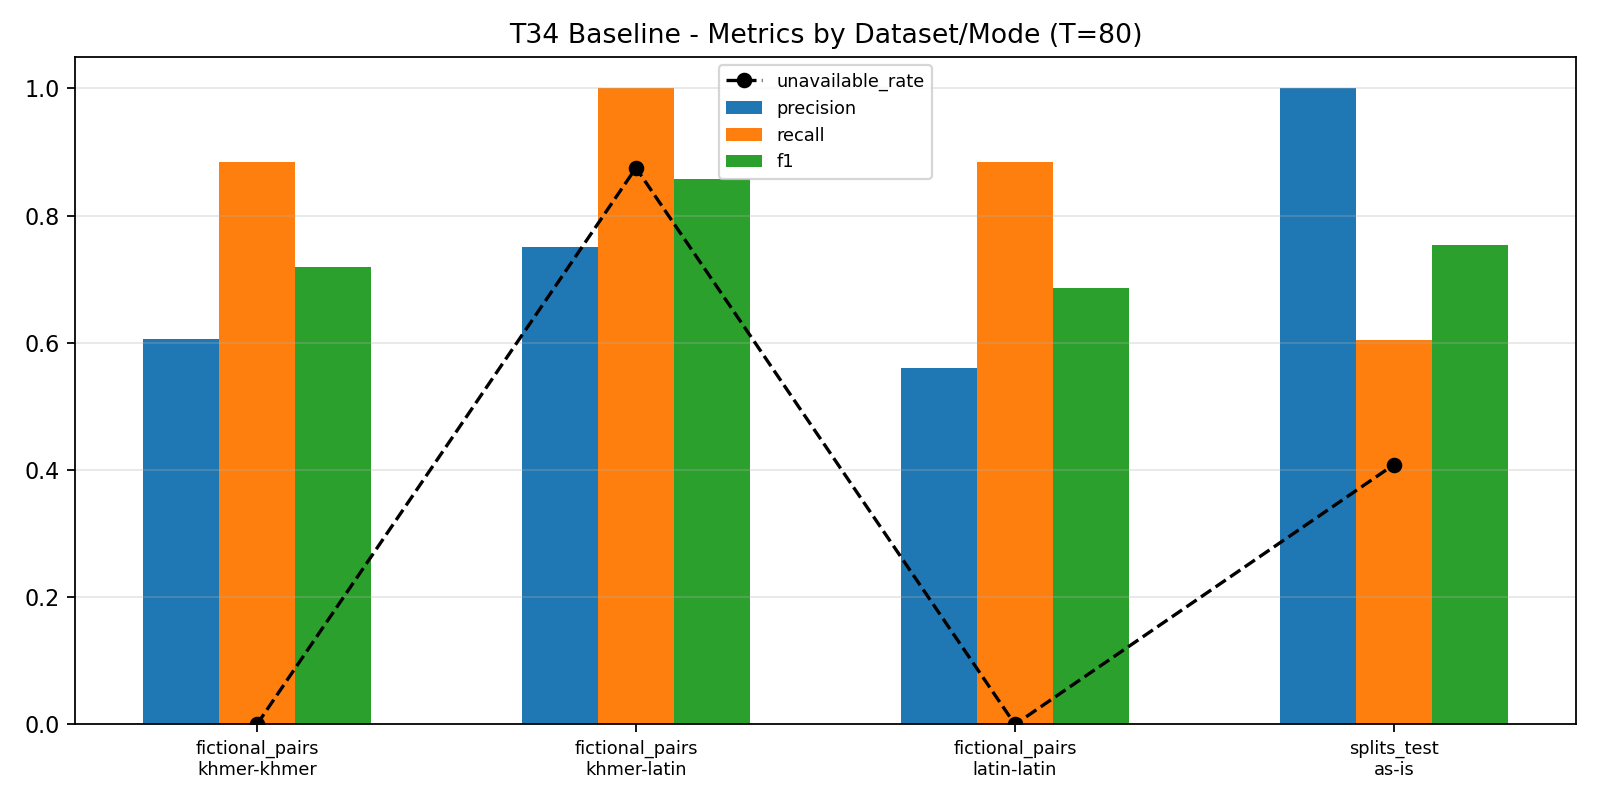 T34 Baseline - Metrics by Dataset/Mode (T=80)
1.0
0.8
0.6
0.4
0.2
0.0
unavailable_rate
precision
recall
f1
fictional_pairs
khmer-khmer
fictional_pairs
khmer-latin
fictional_pairs
latin-latin
splits_test
as-is